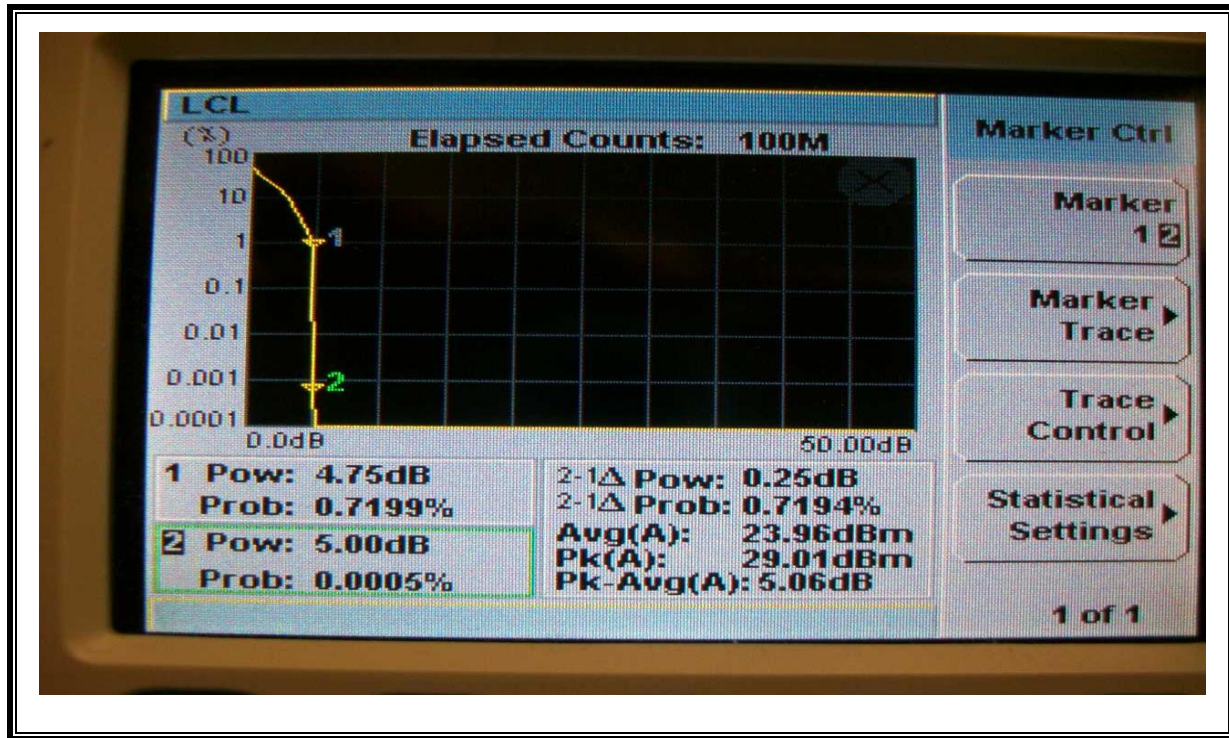 LCL
(%)
Elapsed Counts: 100M
100
10
1
0.1
0.01
0.001
0.0001
1
2
0.0dB
50.00dB
1 Pow: 4.75dB
Prob: 0.7199%
2 Pow: 5.00dB
Prob: 0.0005%
2-1Δ Pow: 0.25dB
2-1Δ Prob: 0.7194%
Avg(A): 23.96dBm
Pk(A): 29.01dBm
Pk-Avg(A): 5.06dB
Marker Ctrl
Marker
1 2
Marker
Trace
Trace
Control
Statistical
Settings
1 of 1